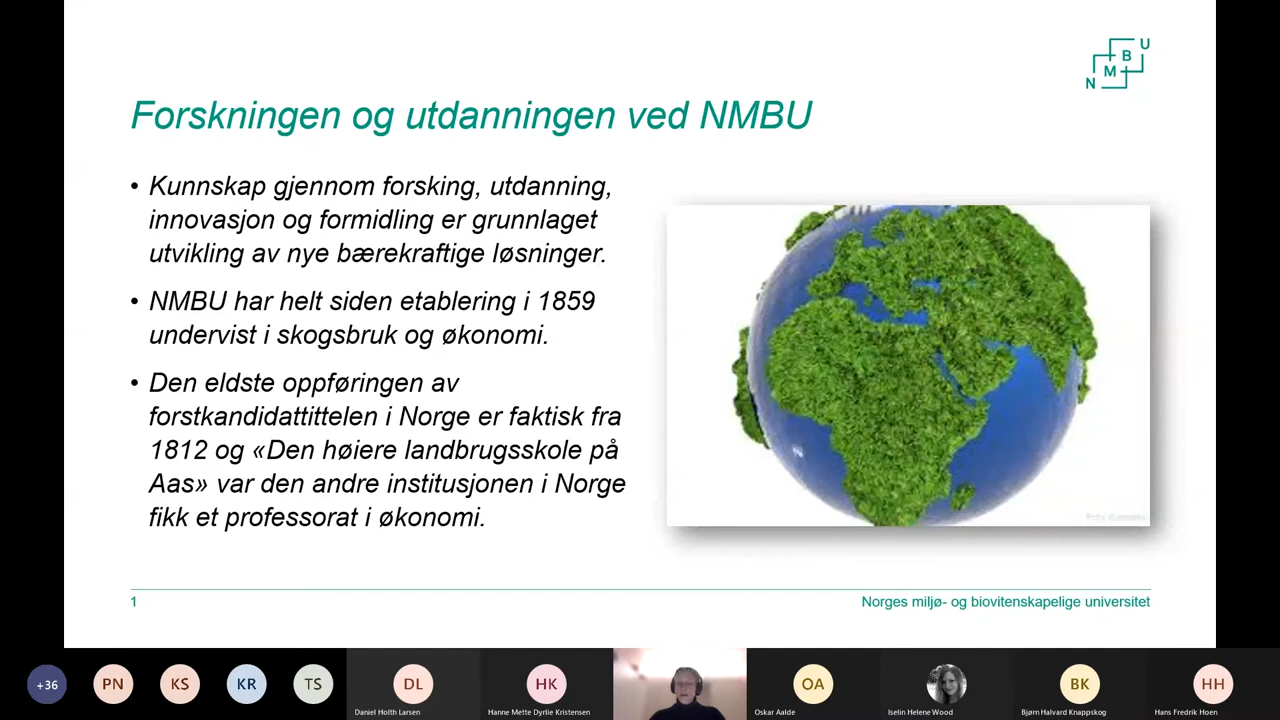 U
B
M
N
Forskningen og utdanningen ved NMBU
• Kunnskap gjennom forsking, utdanning,
innovasjon og formidling er grunnlaget
utvikling av nye bærekraftige løsninger.
• NMBU har helt siden etablering i 1859
undervist i skogsbruk og økonomi.
• Den eldste oppføringen av
forstkandidattittelen i Norge er faktisk fra
1812 og «Den høiere landbrugsskole på
Aas» var den andre institusjonen i Norge
fikk et professorat i økonomi.
1
Norges miljø- og biovitenskapelige universitet
+36
PN
KS
KR
TS
DL
HK
OA
BK
HH
Daniel Holth Larsen
Hanne Mette Dyrlie Kristensen
Oskar Aalde
Iselin Helene Wood
Bjørn Halvard Knappskog
Hans Fredrik Hoen